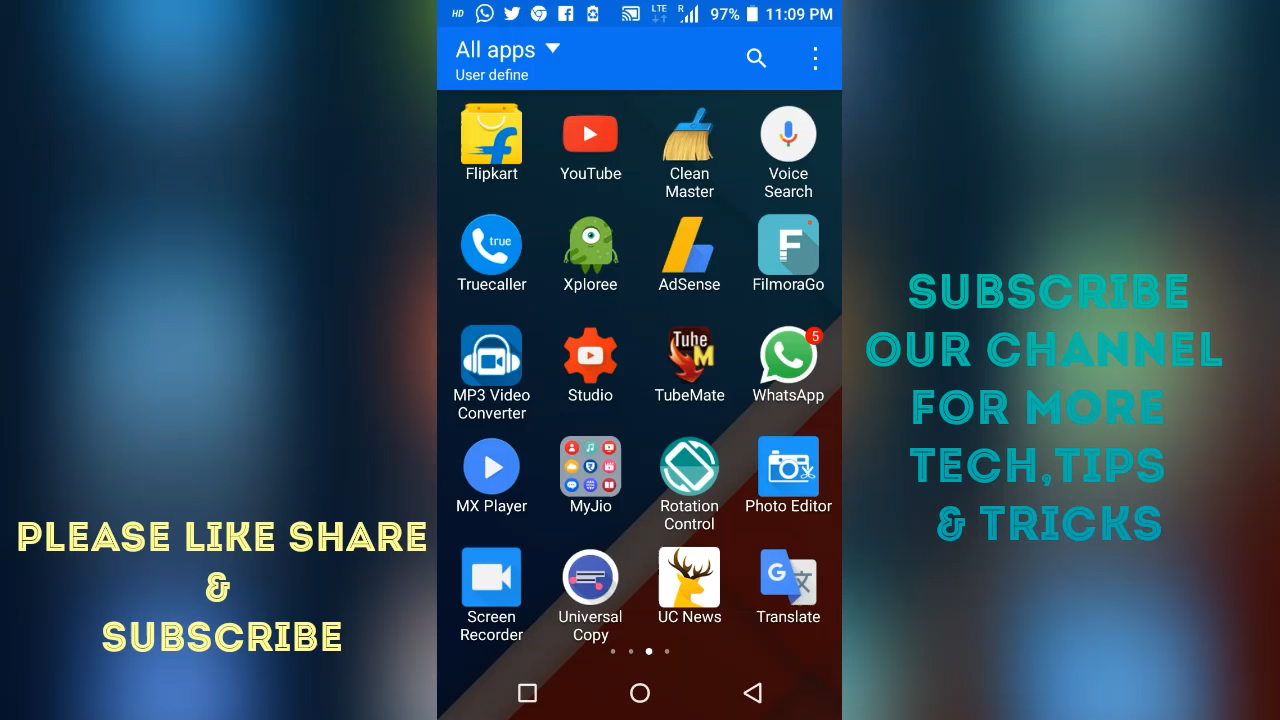 HD LTE R 97% 11:09 PM
All apps
User define
Flipkart YouTube Clean Master Voice Search
true
Truecaller Xploree AdSense FilmoraGo
Tube M 5
MP3 Video Converter Studio TubeMate WhatsApp
MX Player MyJio Rotation Control Photo Editor
Screen Recorder Universal Copy UC News Translate
PLEASE LIKE SHARE
&
SUBSCRIBE
SUBSCRIBE
OUR CHANNEL
FOR MORE
TECH,TIPS
& TRICKS